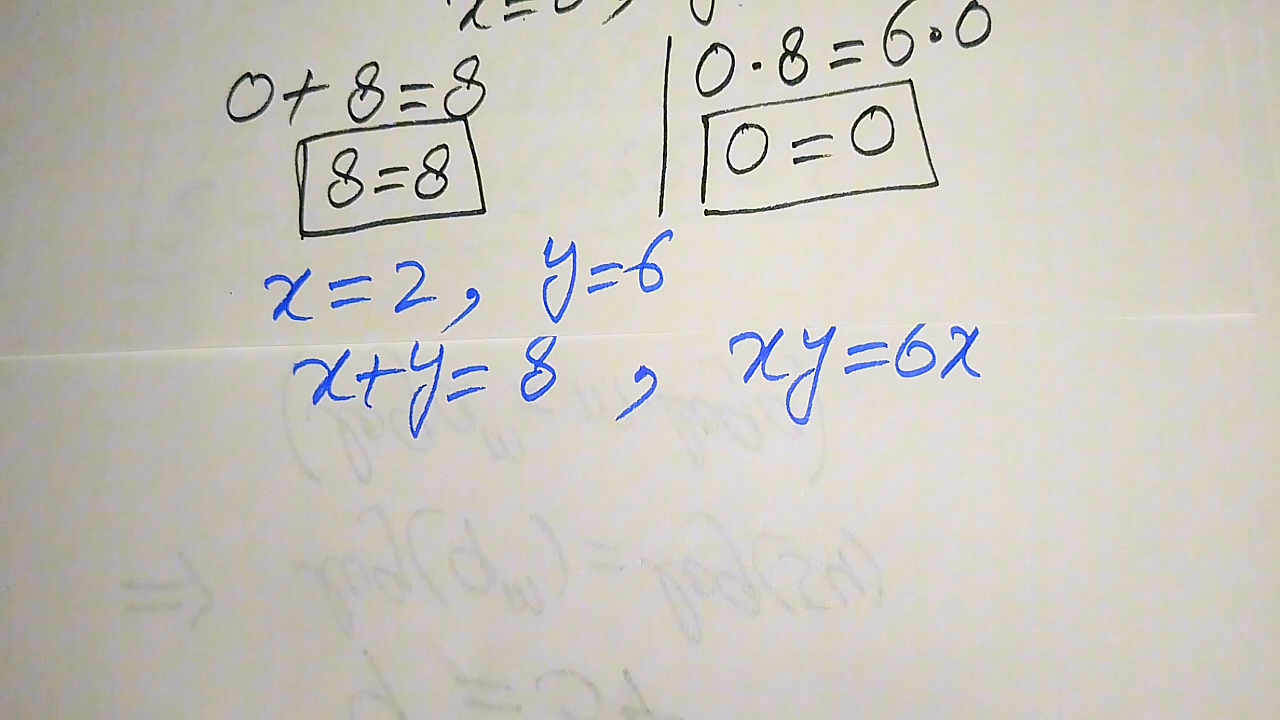 0+8=8
8=8
0·8=6·0
0=0
x=2, y=6
x+y=8, xy=6x